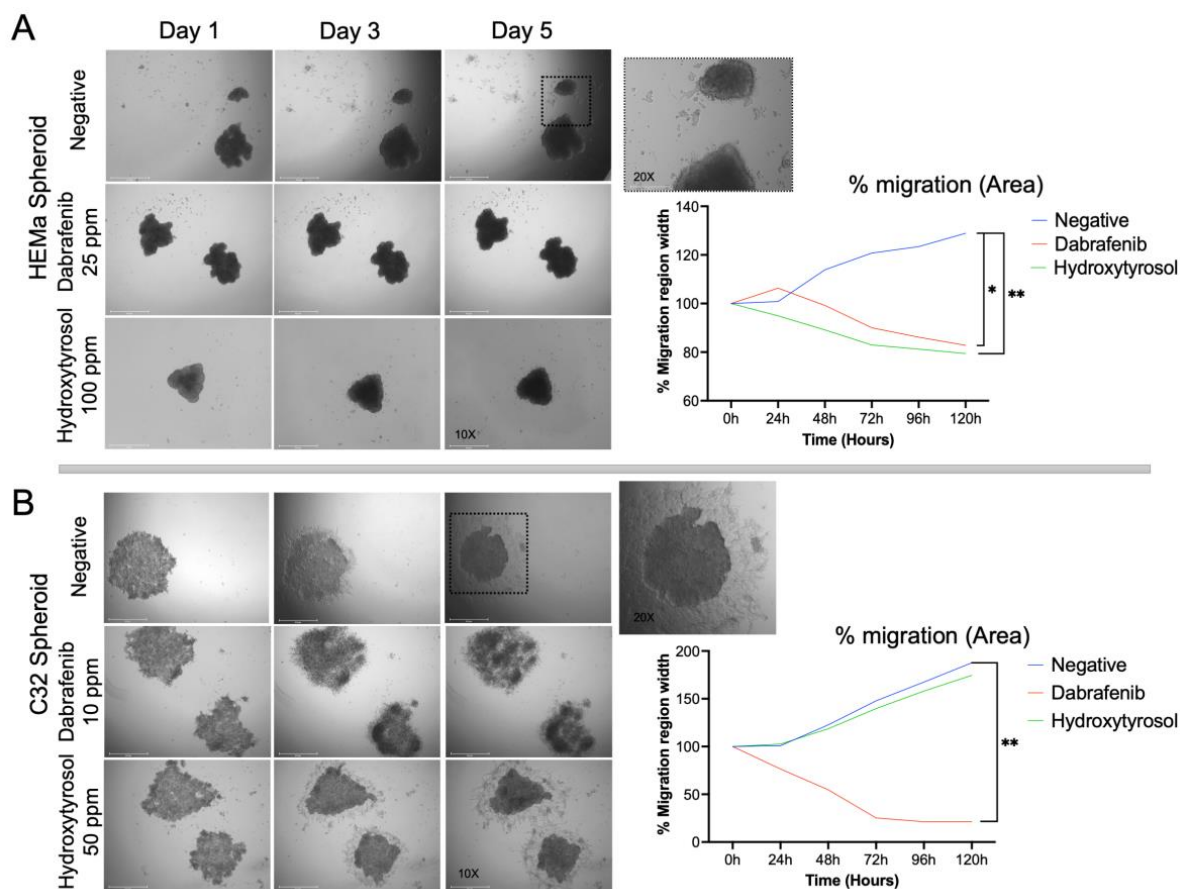 A
Day 1
Day 3
Day 5
HEMa Spheroid
Negative
Dabrafenib
25 ppm
Hydroxytyrosol
100 ppm
10X
20X
% migration (Area)
140
120
100
80
60
% Migration region width
0h
24h
48h
72h
96h
120h
Time (Hours)
Negative
Dabrafenib
Hydroxytyrosol
*
**
B
C32 Spheroid
Negative
Dabrafenib
10 ppm
Hydroxytyrosol
50 ppm
10X
20X
% migration (Area)
200
150
100
50
0
% Migration region width
0h
24h
48h
72h
96h
120h
Time (Hours)
Negative
Dabrafenib
Hydroxytyrosol
**